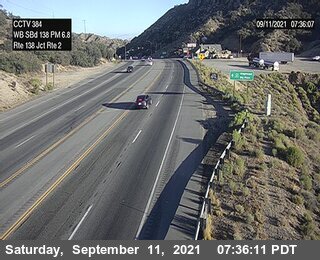 CCTV 384
WB SBd 138 PM 6.8
Rte 138 Jct Rte 2
09/11/2021 07:36:07
Saturday, September 11, 2021 07:36:11 PDT